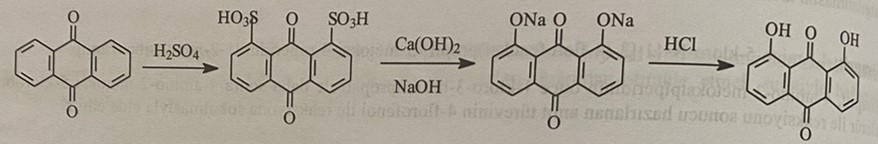 O
O
H₂SO₄
HO₃S O SO₃H
O
Ca(OH)₂
NaOH
ONa O ONa
O
HCl
OH O OH
O